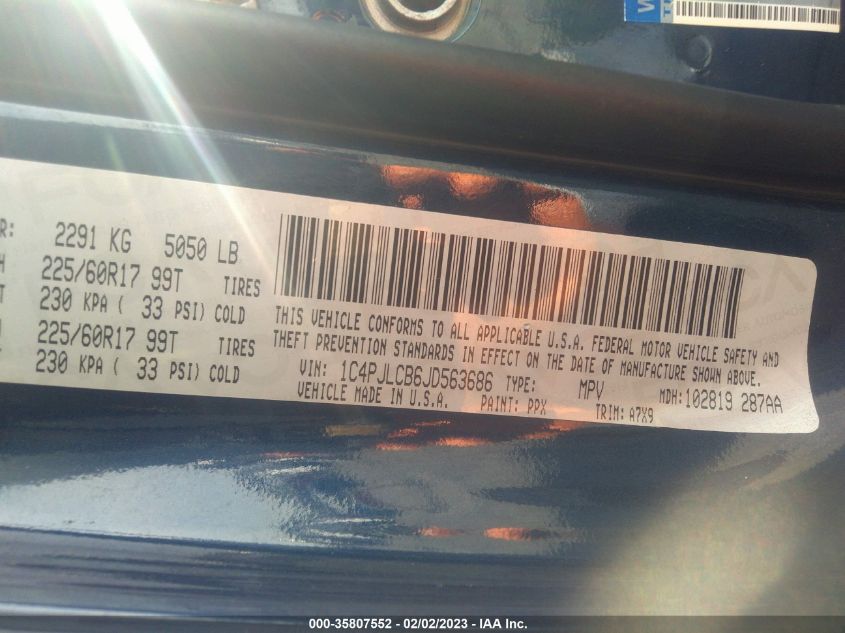 R: 2291 KG 5050 LB
225/60R17 99T TIRES
230 KPA ( 33 PSI) COLD
225/60R17 99T TIRES
230 KPA ( 33 PSI) COLD
THIS VEHICLE CONFORMS TO ALL APPLICABLE U.S.A. FEDERAL MOTOR VEHICLE SAFETY AND
THEFT PREVENTION STANDARDS IN EFFECT ON THE DATE OF MANUFACTURE SHOWN ABOVE.
VIN: 1C4PJLCB6JD563686 TYPE: MPV MDH:102819 287AA
VEHICLE MADE IN U.S.A. PAINT: PPX TRIM: A7X9
000-35807552 — 02/02/2023 — IAA Inc.